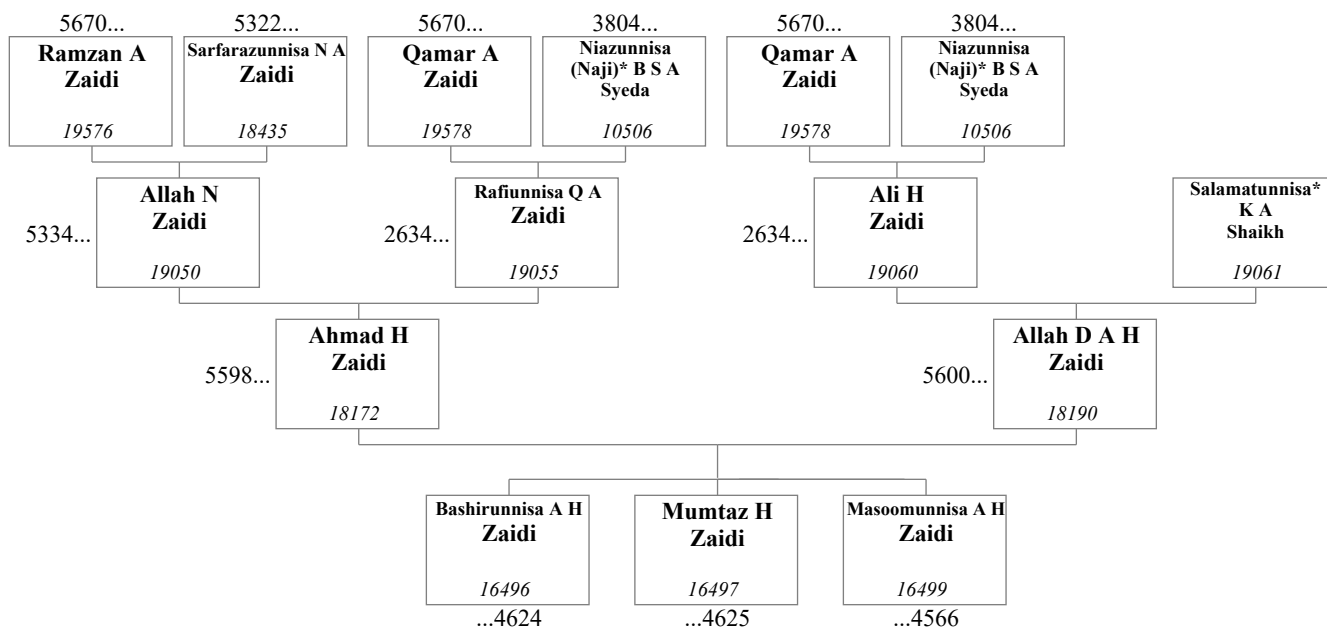 5670... 5322... 5670... 3804... 5670... 3804...
Ramzan A
Zaidi
19576
Sarfarazunnisa N A
Zaidi
18435
Qamar A
Zaidi
19578
Niazunnisa
(Naji)* B S A
Syeda
10506
Qamar A
Zaidi
19578
Niazunnisa
(Naji)* B S A
Syeda
10506
5334...
Allah N
Zaidi
19050
2634...
Rafiunnisa Q A
Zaidi
19055
2634...
Ali H
Zaidi
19060
Salamatunnisa*
K A
Shaikh
19061
5598...
Ahmad H
Zaidi
18172
5600...
Allah D A H
Zaidi
18190
Bashirunnisa A H
Zaidi
16496
...4624
Mumtaz H
Zaidi
16497
...4625
Masoomunnisa A H
Zaidi
16499
...4566